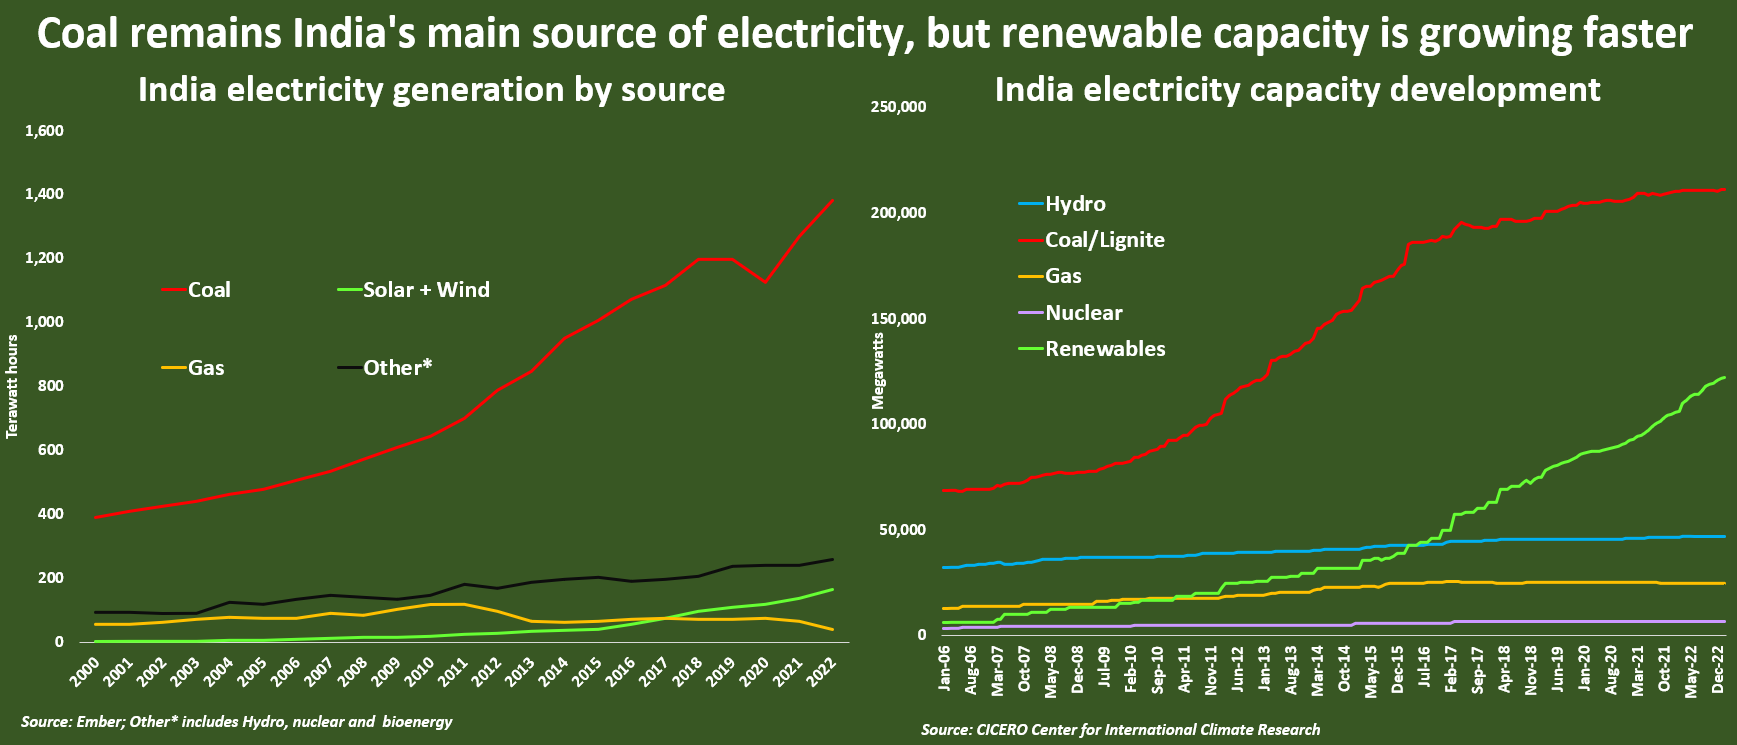 Coal remains India's main source of electricity, but renewable capacity is growing faster
India electricity generation by source
1,600
1,400
1,200
1,000
800
600
400
200
0
Terawatt hours
Coal
Solar + Wind
Gas
Other*
2000
2001
2002
2003
2004
2005
2006
2007
2008
2009
2010
2011
2012
2013
2014
2015
2016
2017
2018
2019
2020
2021
2022
Source: Ember; Other* includes Hydro, nuclear and bioenergy
India electricity capacity development
250,000
200,000
150,000
100,000
50,000
0
Megawatts
Hydro
Coal/Lignite
Gas
Nuclear
Renewables
Jan-06
Aug-06
Mar-07
Oct-07
May-08
Dec-08
Jul-09
Feb-10
Sep-10
Apr-11
Nov-11
Jun-12
Jan-13
Aug-13
Mar-14
Oct-14
May-15
Dec-15
Jul-16
Feb-17
Sep-17
Apr-18
Nov-18
Jun-19
Jan-20
Aug-20
Mar-21
Oct-21
May-22
Dec-22
Source: CICERO Center for International Climate Research